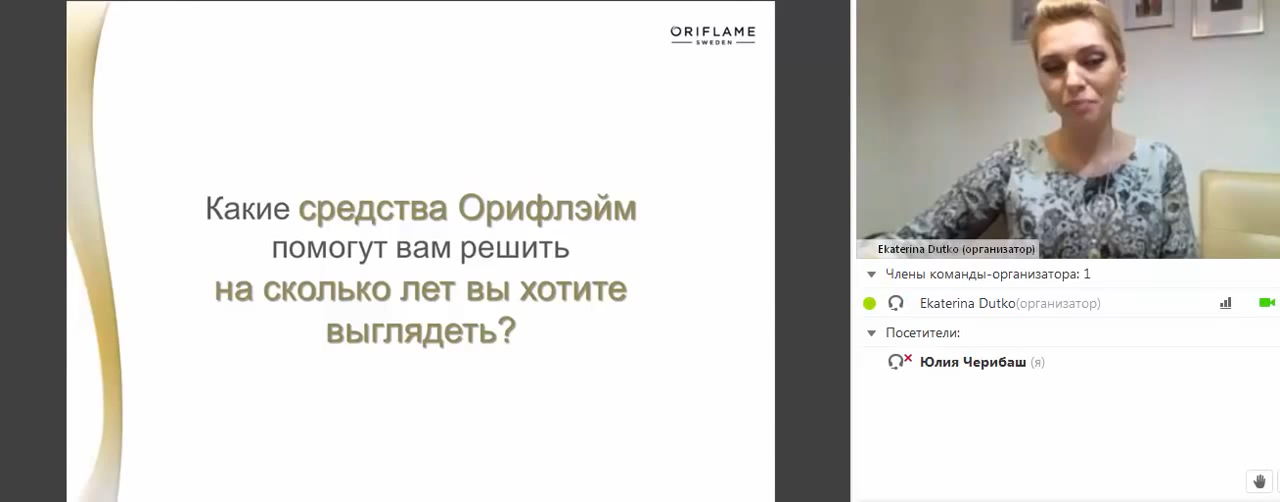 ORIFLAME
SWEDEN
Какие средства Орифлэйм
помогут вам решить
на сколько лет вы хотите
выглядеть?
Ekaterina Dutko (организатор)
Члены команды-организатора: 1
Ekaterina Dutko(организатор)
Посетители:
Юлия Черибаш (я)